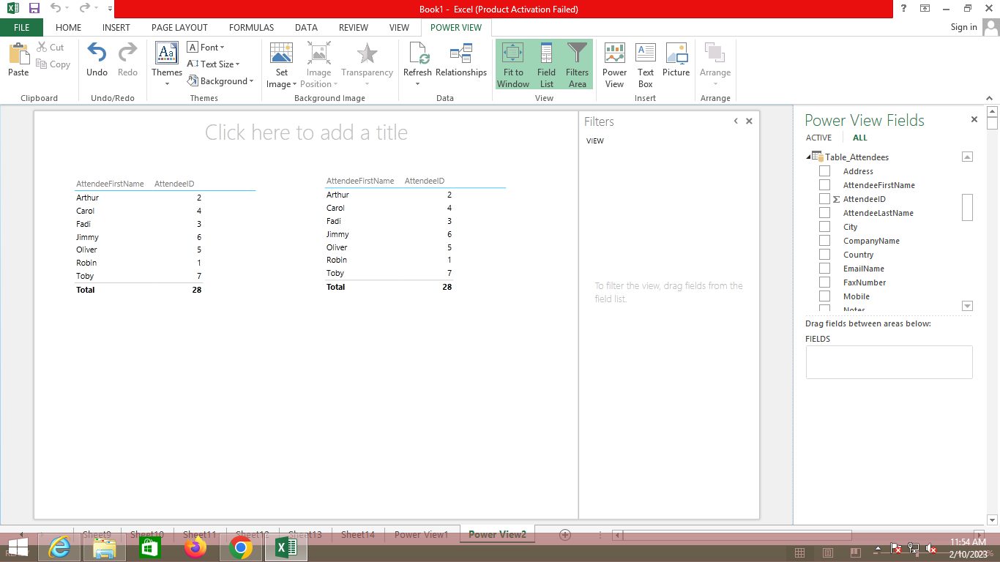 Book1 - Excel (Product Activation Failed)
?
FILE HOME INSERT PAGE LAYOUT FORMULAS DATA REVIEW VIEW POWER VIEW Sign in
Paste
Cut
Copy
Clipboard
Undo
Redo
Undo/Redo
Themes
Font
Text Size
Background
Themes
Set
Image
Image
Position
Transparency
Background Image
Refresh
Relationships
Data
Fit to
Window
Field
List
Filters
Area
View
Power
View
Text
Box
Picture
Insert
Arrange
Arrange
Click here to add a title
AttendeeFirstName AttendeeID
Arthur 2
Carol 4
Fadi 3
Jimmy 6
Oliver 5
Robin 1
Toby 7
Total 28
AttendeeFirstName AttendeeID
Arthur 2
Carol 4
Fadi 3
Jimmy 6
Oliver 5
Robin 1
Toby 7
Total 28
Filters
VIEW
To filter the view, drag fields from the
field list.
Power View Fields
ACTIVE ALL
Table_Attendees
Address
AttendeeFirstName
Σ AttendeeID
AttendeeLastName
City
CompanyName
Country
EmailName
FaxNumber
Mobile
Notes
Drag fields between areas below:
FIELDS
Sheet9 Sheet10 Sheet11 Sheet12 Sheet13 Sheet14 Power View1 Power View2
11:54 AM
2/10/2023